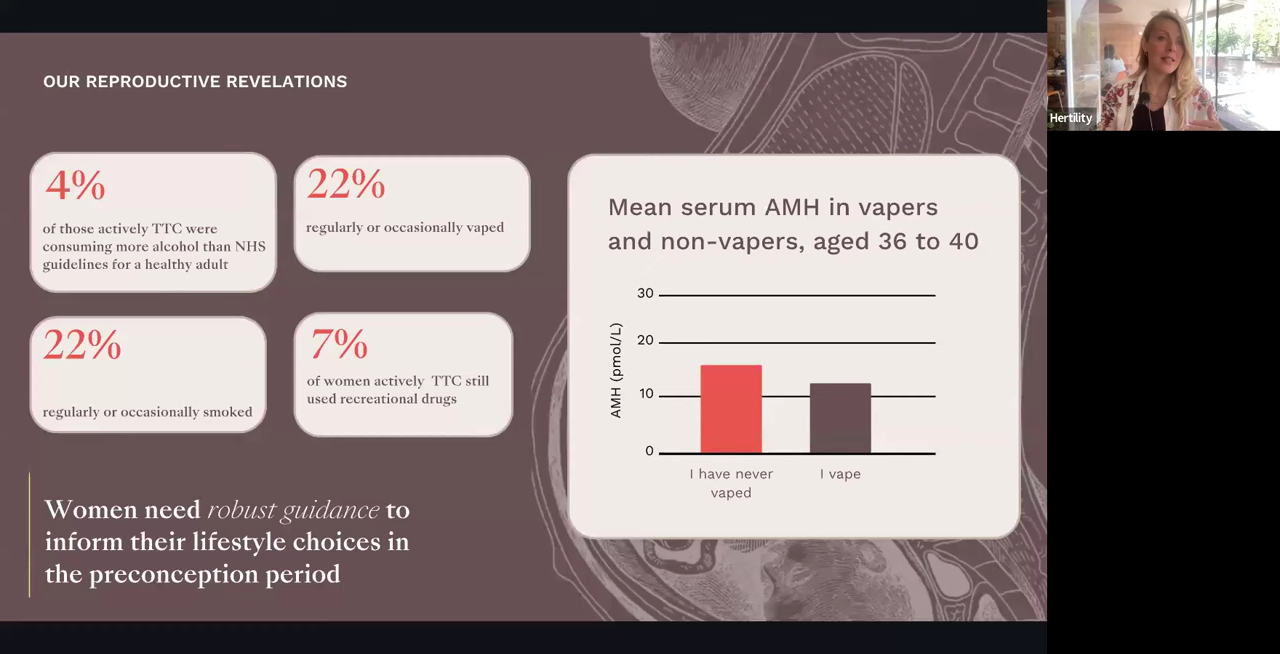 OUR REPRODUCTIVE REVELATIONS
4%
of those actively TTC were
consuming more alcohol than NHS
guidelines for a healthy adult
22%
regularly or occasionally vaped
22%
regularly or occasionally smoked
7%
of women actively TTC still
used recreational drugs
Women need robust guidance to
inform their lifestyle choices in
the preconception period
Mean serum AMH in vapers
and non-vapers, aged 36 to 40
AMH (pmol/L)
30
20
10
0
I have never
vaped
I vape
Hertility